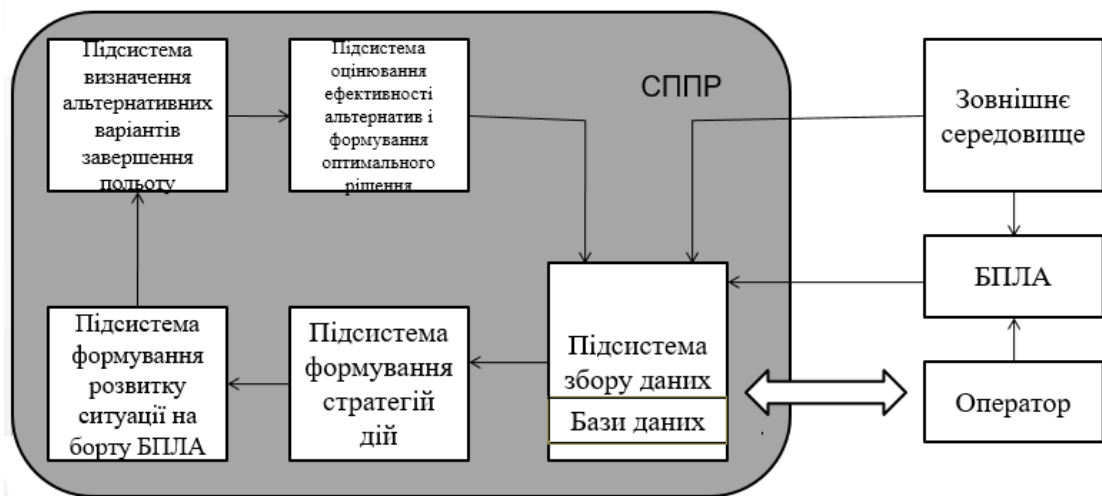 Підсистема
визначення
альтернативних
варіантів
завершення
польоту
Підсистема
оцінювання
ефективності
альтернатив і
формування
оптимального
рішення
СППР
Зовнішнє
середовище
БПЛА
Підсистема
формування
розвитку
ситуації на
борту БПЛА
Підсистема
формування
стратегій
дій
Підсистема
збору даних
Бази даних
Оператор